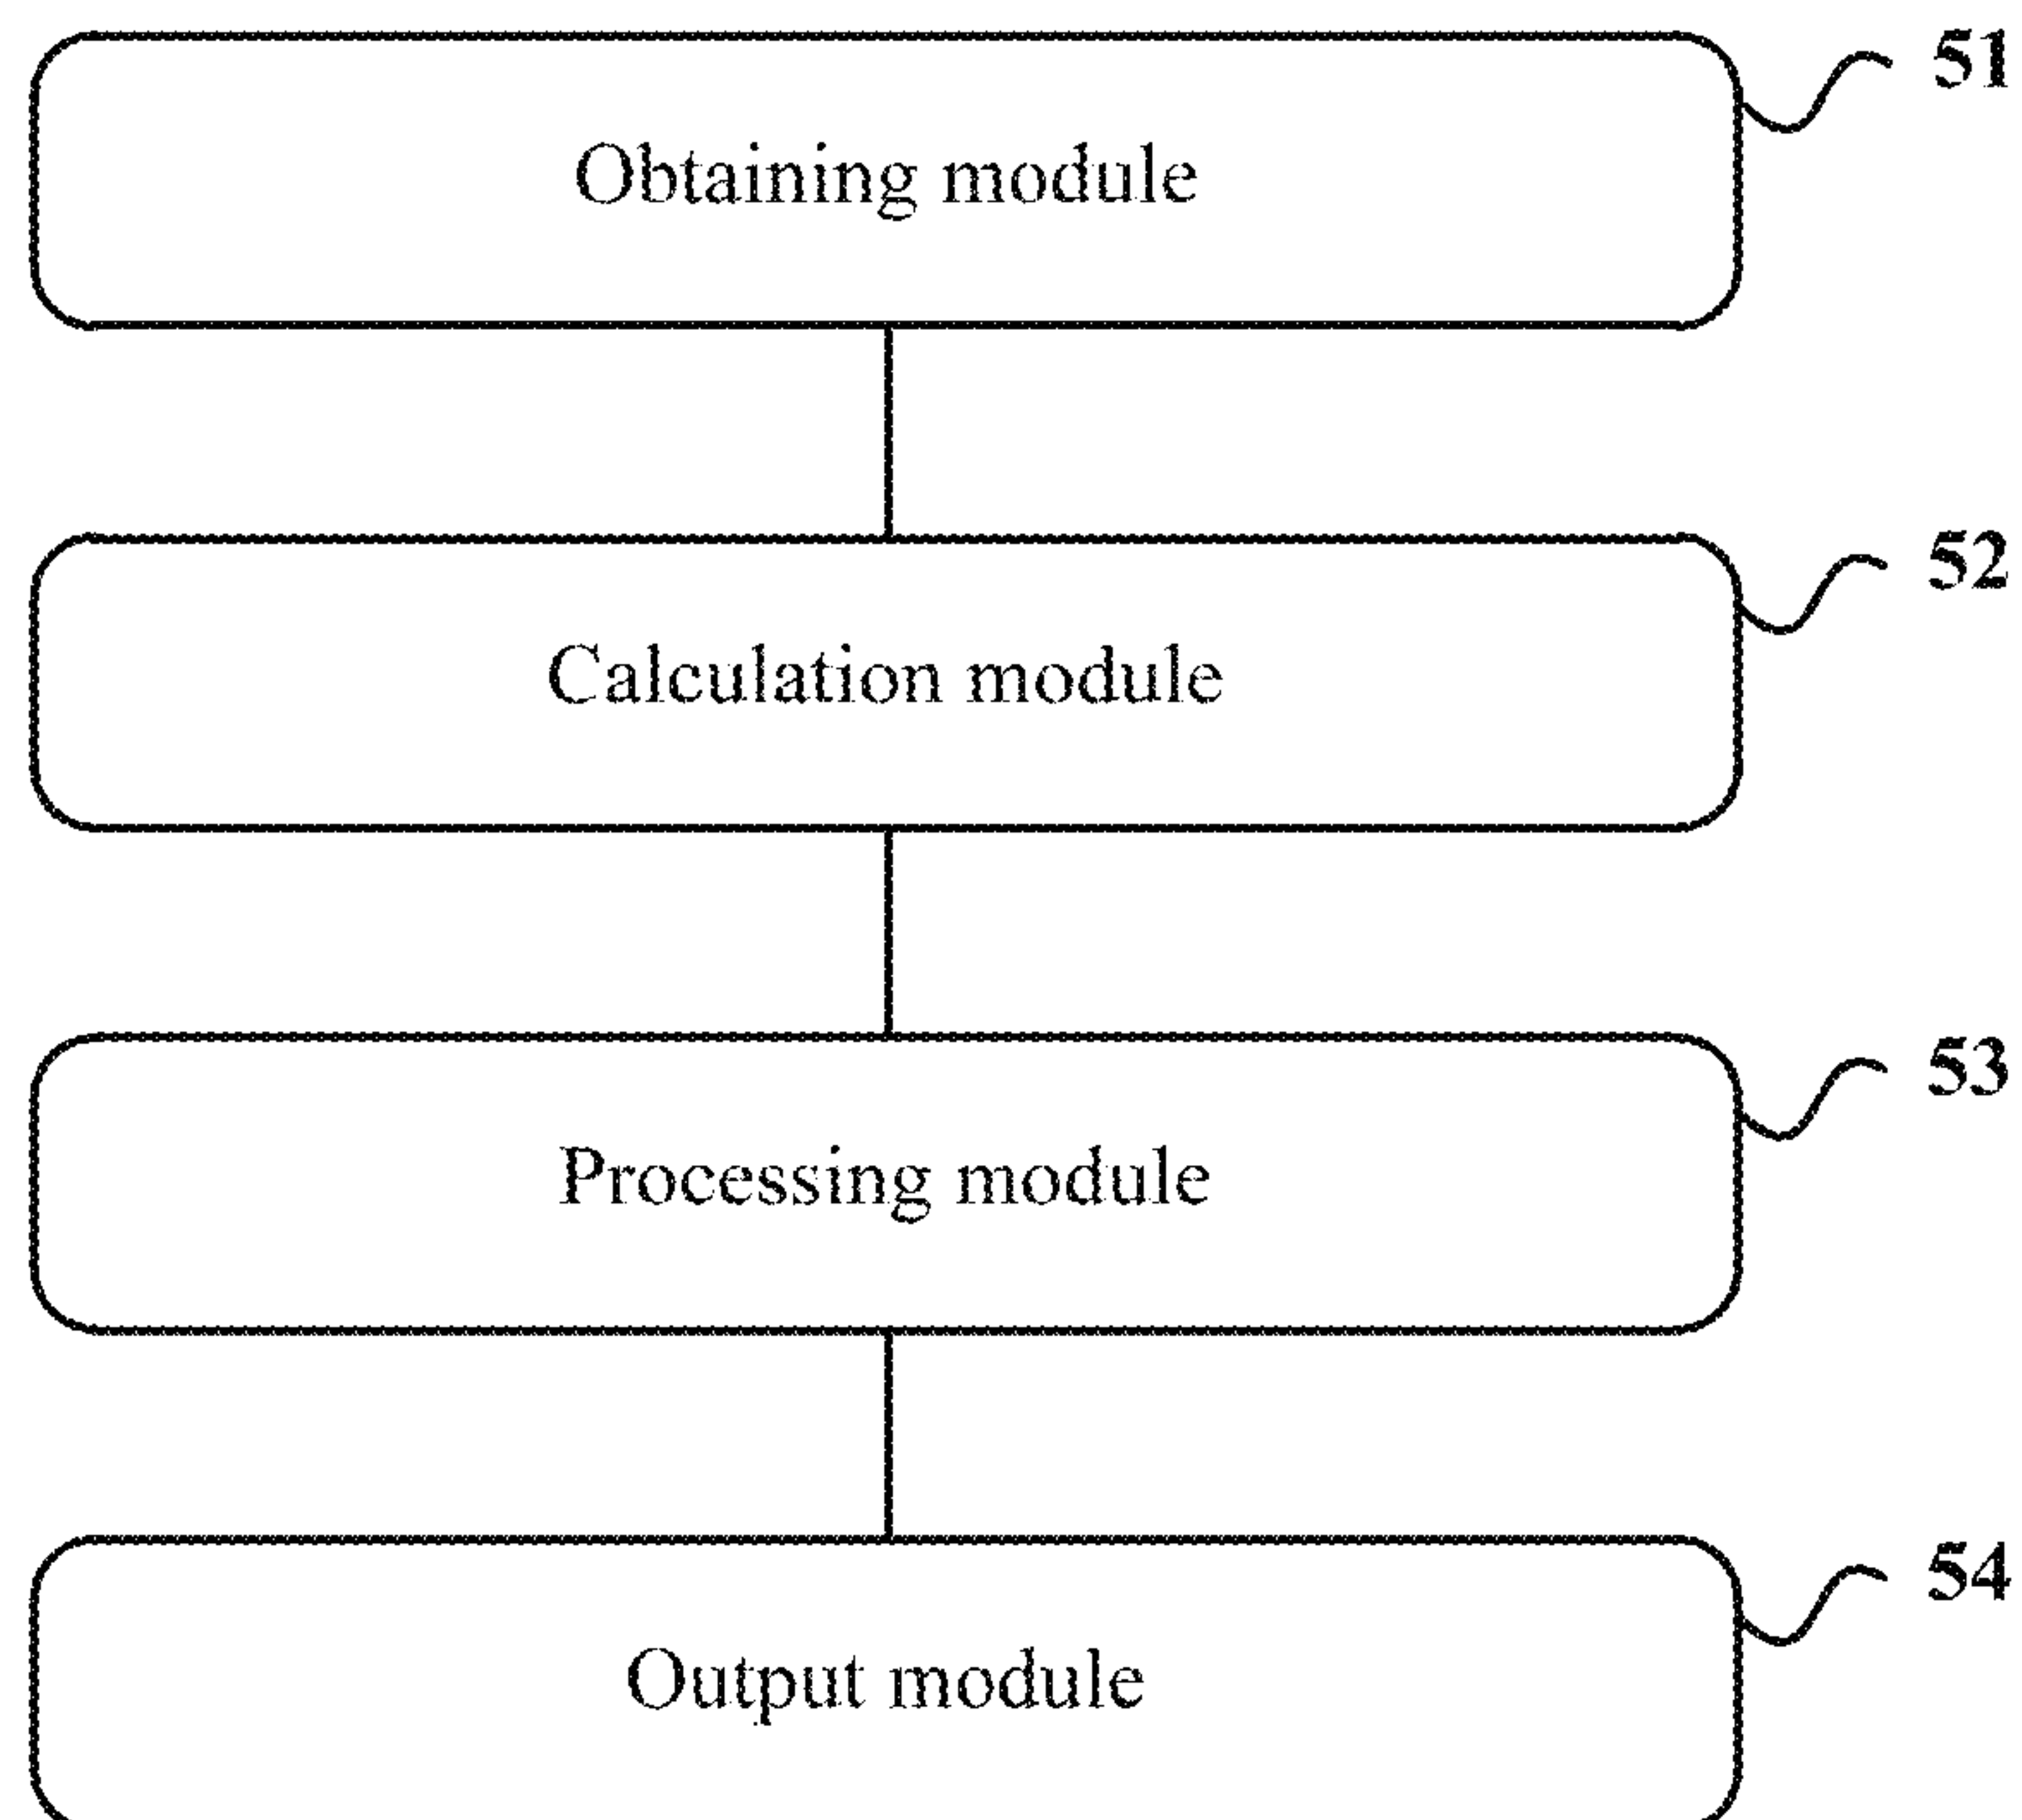 51
Obtaining module
52
Calculation module
53
Processing module
54
Output module